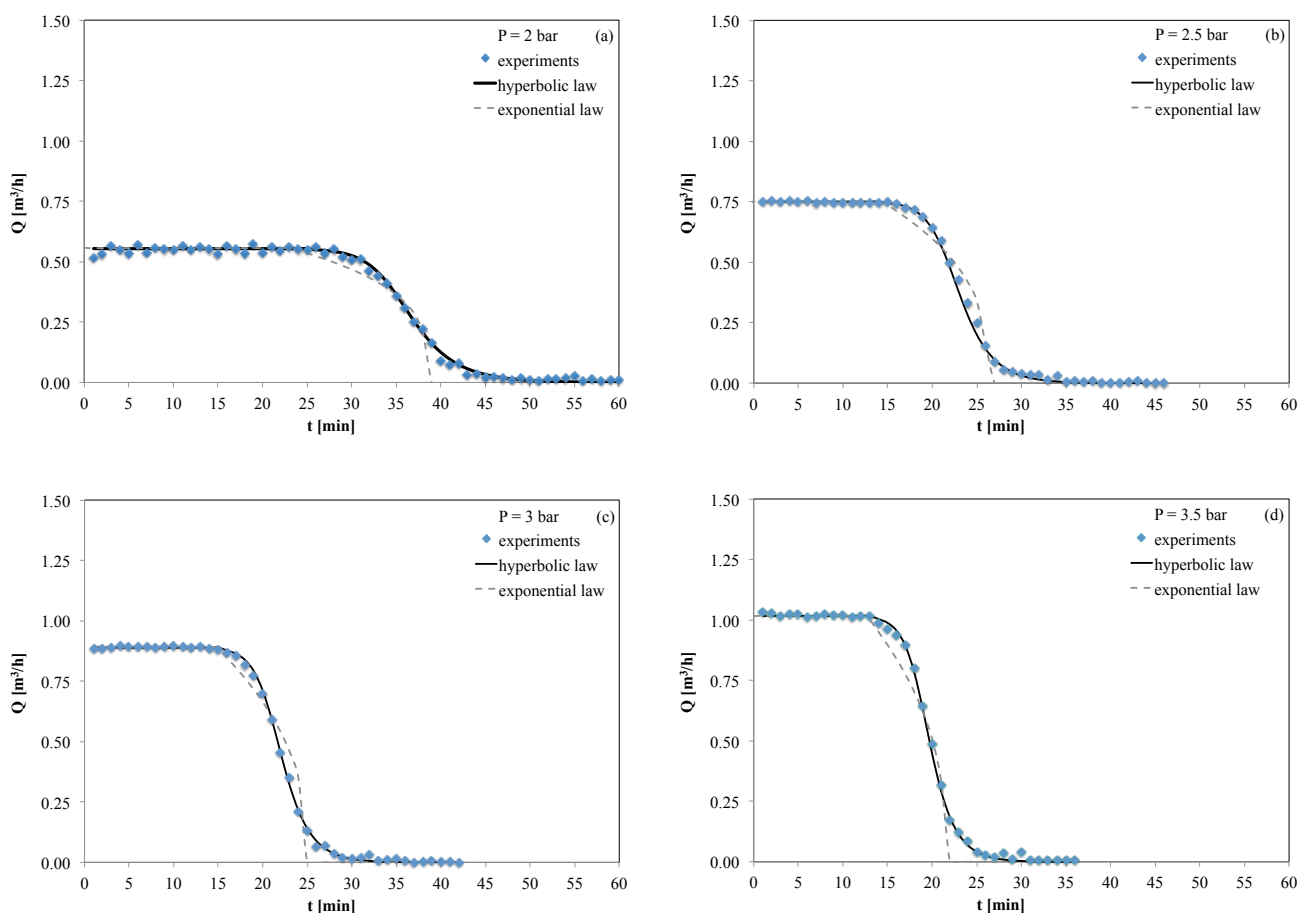 P = 2 bar
(a)
experiments
hyperbolic law
exponential law
Q [m³/h]
1.50
1.25
1.00
0.75
0.50
0.25
0.00
0 5 10 15 20 25 30 35 40 45 50 55 60
t [min]
P = 2.5 bar
(b)
experiments
hyperbolic law
exponential law
Q [m³/h]
1.50
1.25
1.00
0.75
0.50
0.25
0.00
0 5 10 15 20 25 30 35 40 45 50 55 60
t [min]
P = 3 bar
(c)
experiments
hyperbolic law
exponential law
Q [m³/h]
1.50
1.25
1.00
0.75
0.50
0.25
0.00
0 5 10 15 20 25 30 35 40 45 50 55 60
t [min]
P = 3.5 bar
(d)
experiments
hyperbolic law
exponential law
Q [m³/h]
1.50
1.25
1.00
0.75
0.50
0.25
0.00
0 5 10 15 20 25 30 35 40 45 50 55 60
t [min]